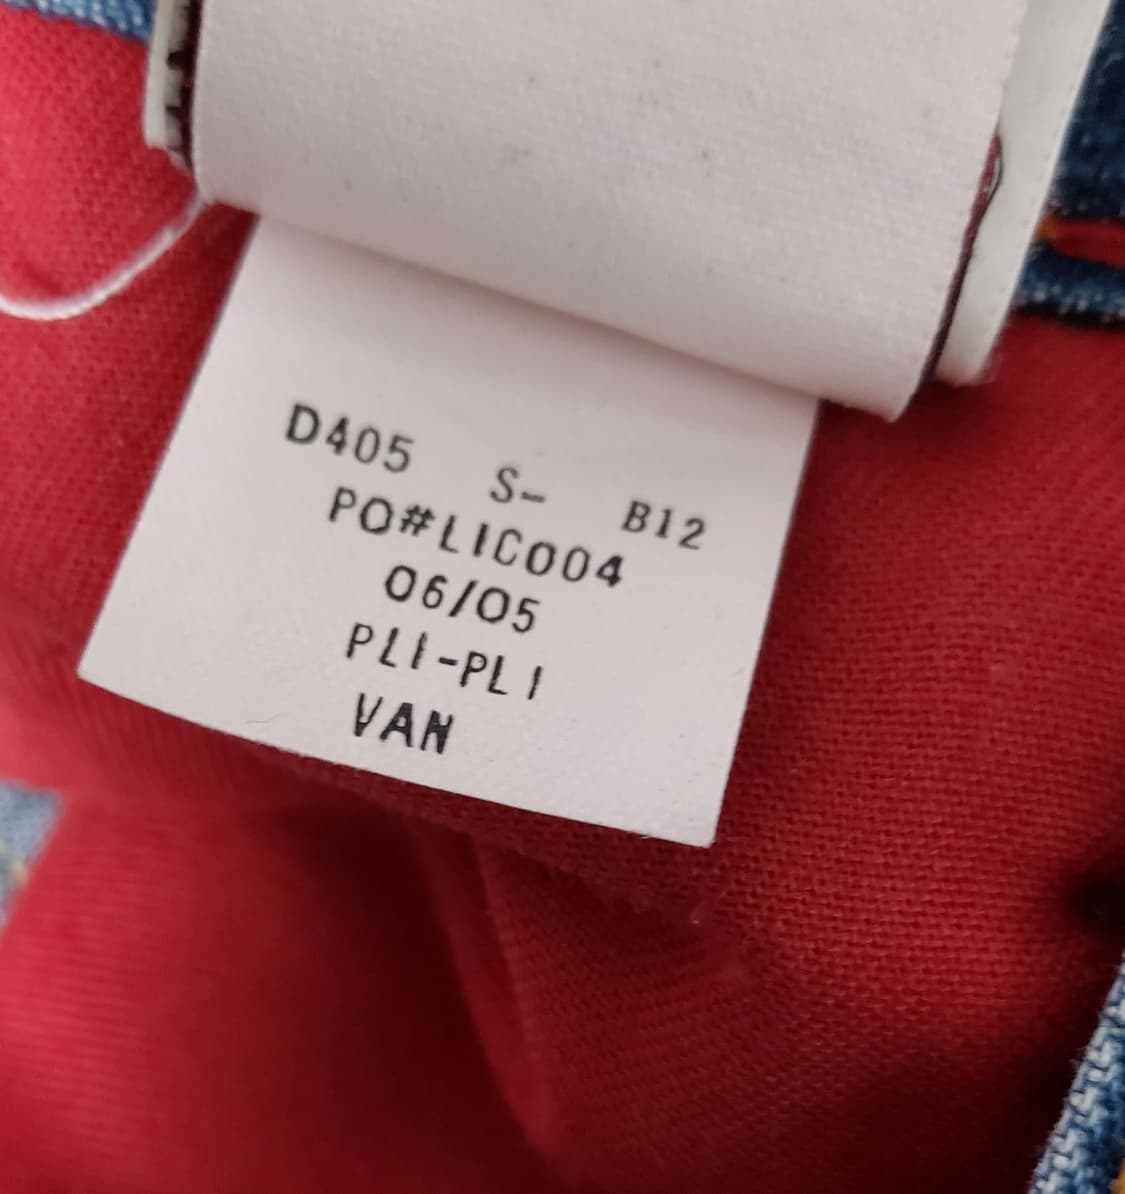 D405 S- B12
PO#LIC004
06/05
PLI-PLI
VAN